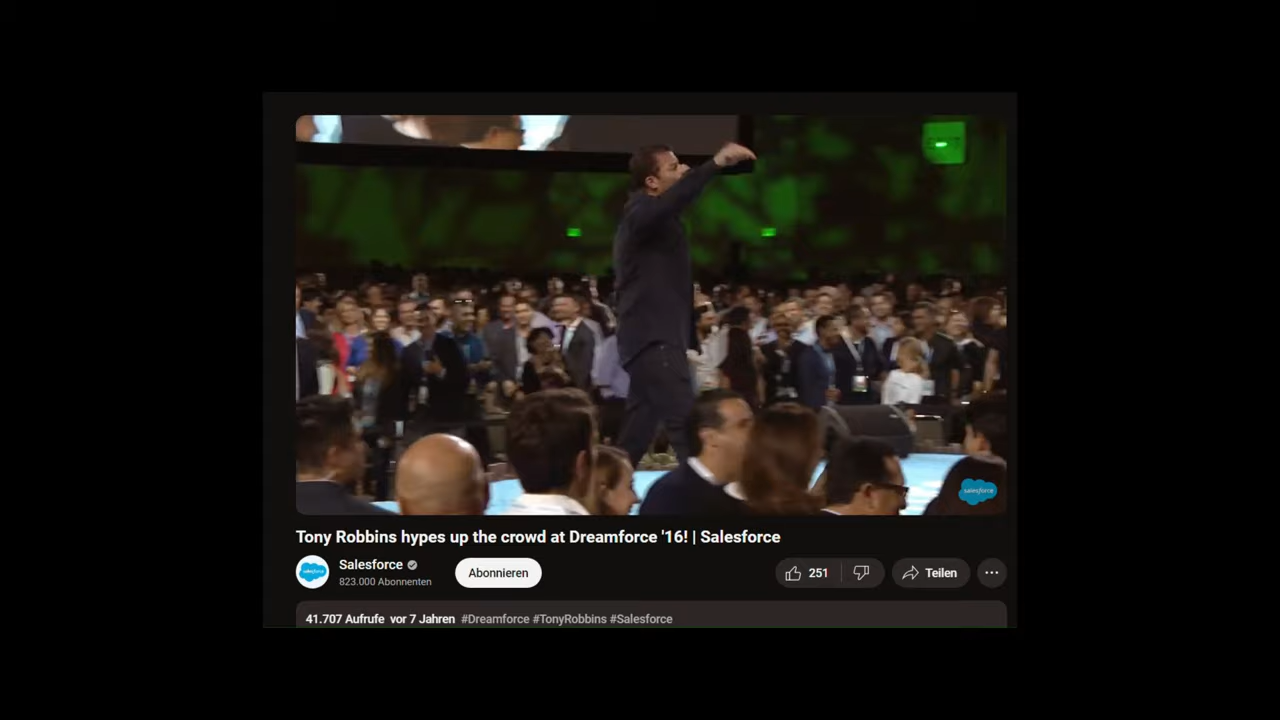 salesforce
Tony Robbins hypes up the crowd at Dreamforce '16! | Salesforce
Salesforce
823.000 Abonnenten
Abonnieren
251
Teilen
41.707 Aufrufe vor 7 Jahren #Dreamforce #TonyRobbins #Salesforce